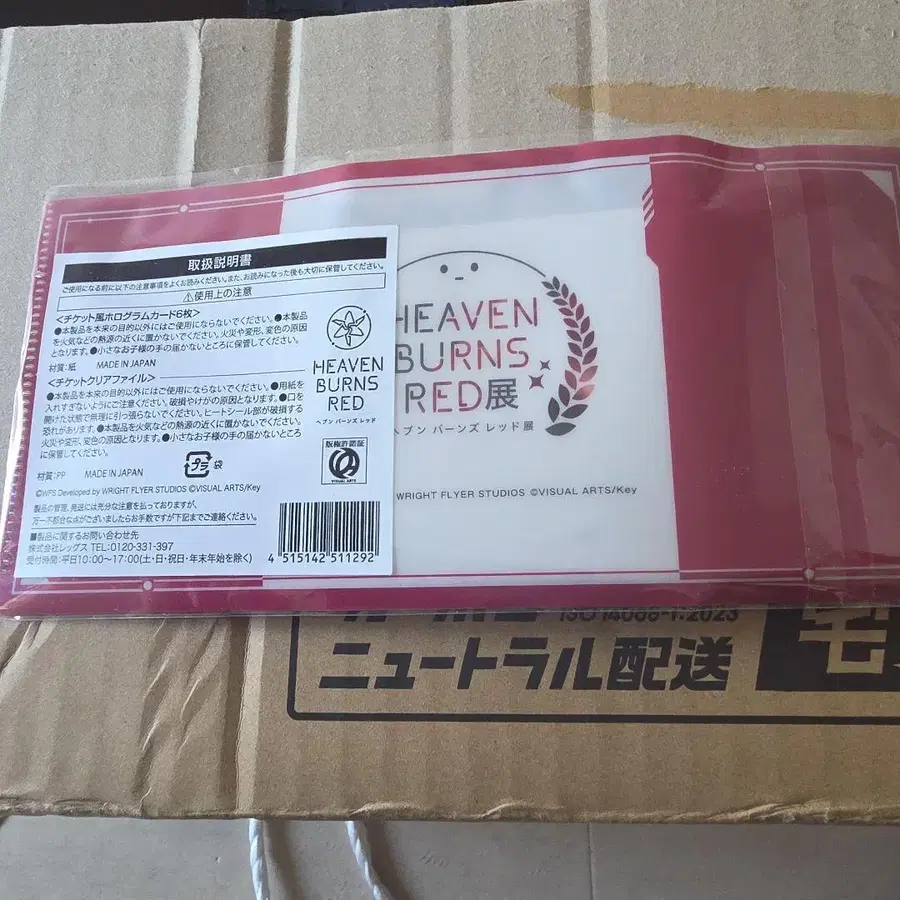 取扱説明書
ご使用になる前に以下の注意事項をよくお読みください。また、お読みになった後も大切に保管してください。
⚠使用上の注意
<チケット風ホログラムカード6枚>
●本製品を本来の目的以外にはご使用にならないでください。●本製品
を火気などの熱源の近くに置かないでください。火災や変形、変色の原因
となります。●小さなお子様の手の届かないところに保管してください。
材質:紙 MADE IN JAPAN
<チケットクリアファイル>
●本製品を本来の目的以外にはご使用にならないでください。●用紙を
入れすぎないようにご注意ください。破損やけがの原因となります。●口を
開けた状態で無理に引っ張らないでください。ヒートシール部が破損する
恐れがあります。●本製品を火気などの熱源の近くに置かないでください。
火災や変形、変色の原因となります。●小さなお子様の手の届かないところ
に保管してください。
材質:PP MADE IN JAPAN
プラ 袋
©WFS Developed by WRIGHT FLYER STUDIOS ©VISUAL ARTS/Key
製品の管理、発送には充分な注意を払っておりますが、
万一不都合な点がございましたらお手数ですが下記までご連絡ください。
■製品に関するお問い合わせ先
株式会社レッグス TEL:0120-331-397
受付時間:平日10:00~17:00(土・日・祝日・年末年始を除く)
HEAVEN
BURNS
RED
ヘブン バーンズ レッド
版権許諾証
VISUAL ARTS
4 515142 511292
HEAVEN
BURNS
RED展
ヘブン バーンズ レッド展
WRIGHT FLYER STUDIOS ©VISUAL ARTS/Key
ニュートラル配送